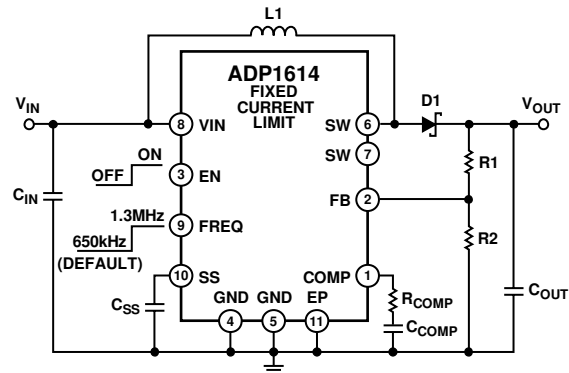 L1
ADP1614
FIXED
CURRENT
LIMIT
D1
VIN
VOUT
8 VIN
SW 6
SW 7
ON
OFF
3 EN
R1
CIN
FB 2
1.3MHz
9 FREQ
650kHz
(DEFAULT)
R2
10 SS
COMP 1
CSS
GND GND EP
4 5 11
RCOMP
CCOMP
COUT